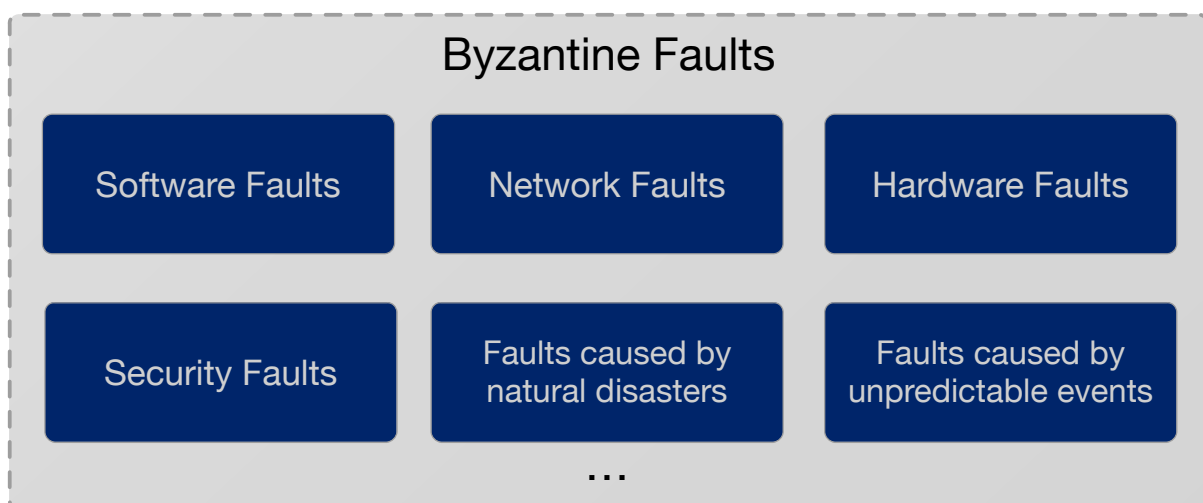 Byzantine Faults
Software Faults
Network Faults
Hardware Faults
Security Faults
Faults caused by
natural disasters
Faults caused by
unpredictable events
...